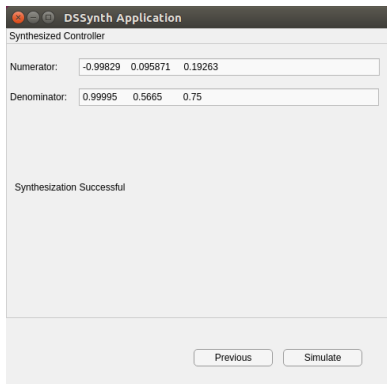 DSSynth Application
Synthesized Controller
Numerator: -0.99829 0.095871 0.19263
Denominator: 0.99995 0.5665 0.75
Synthesization Successful
Previous Simulate